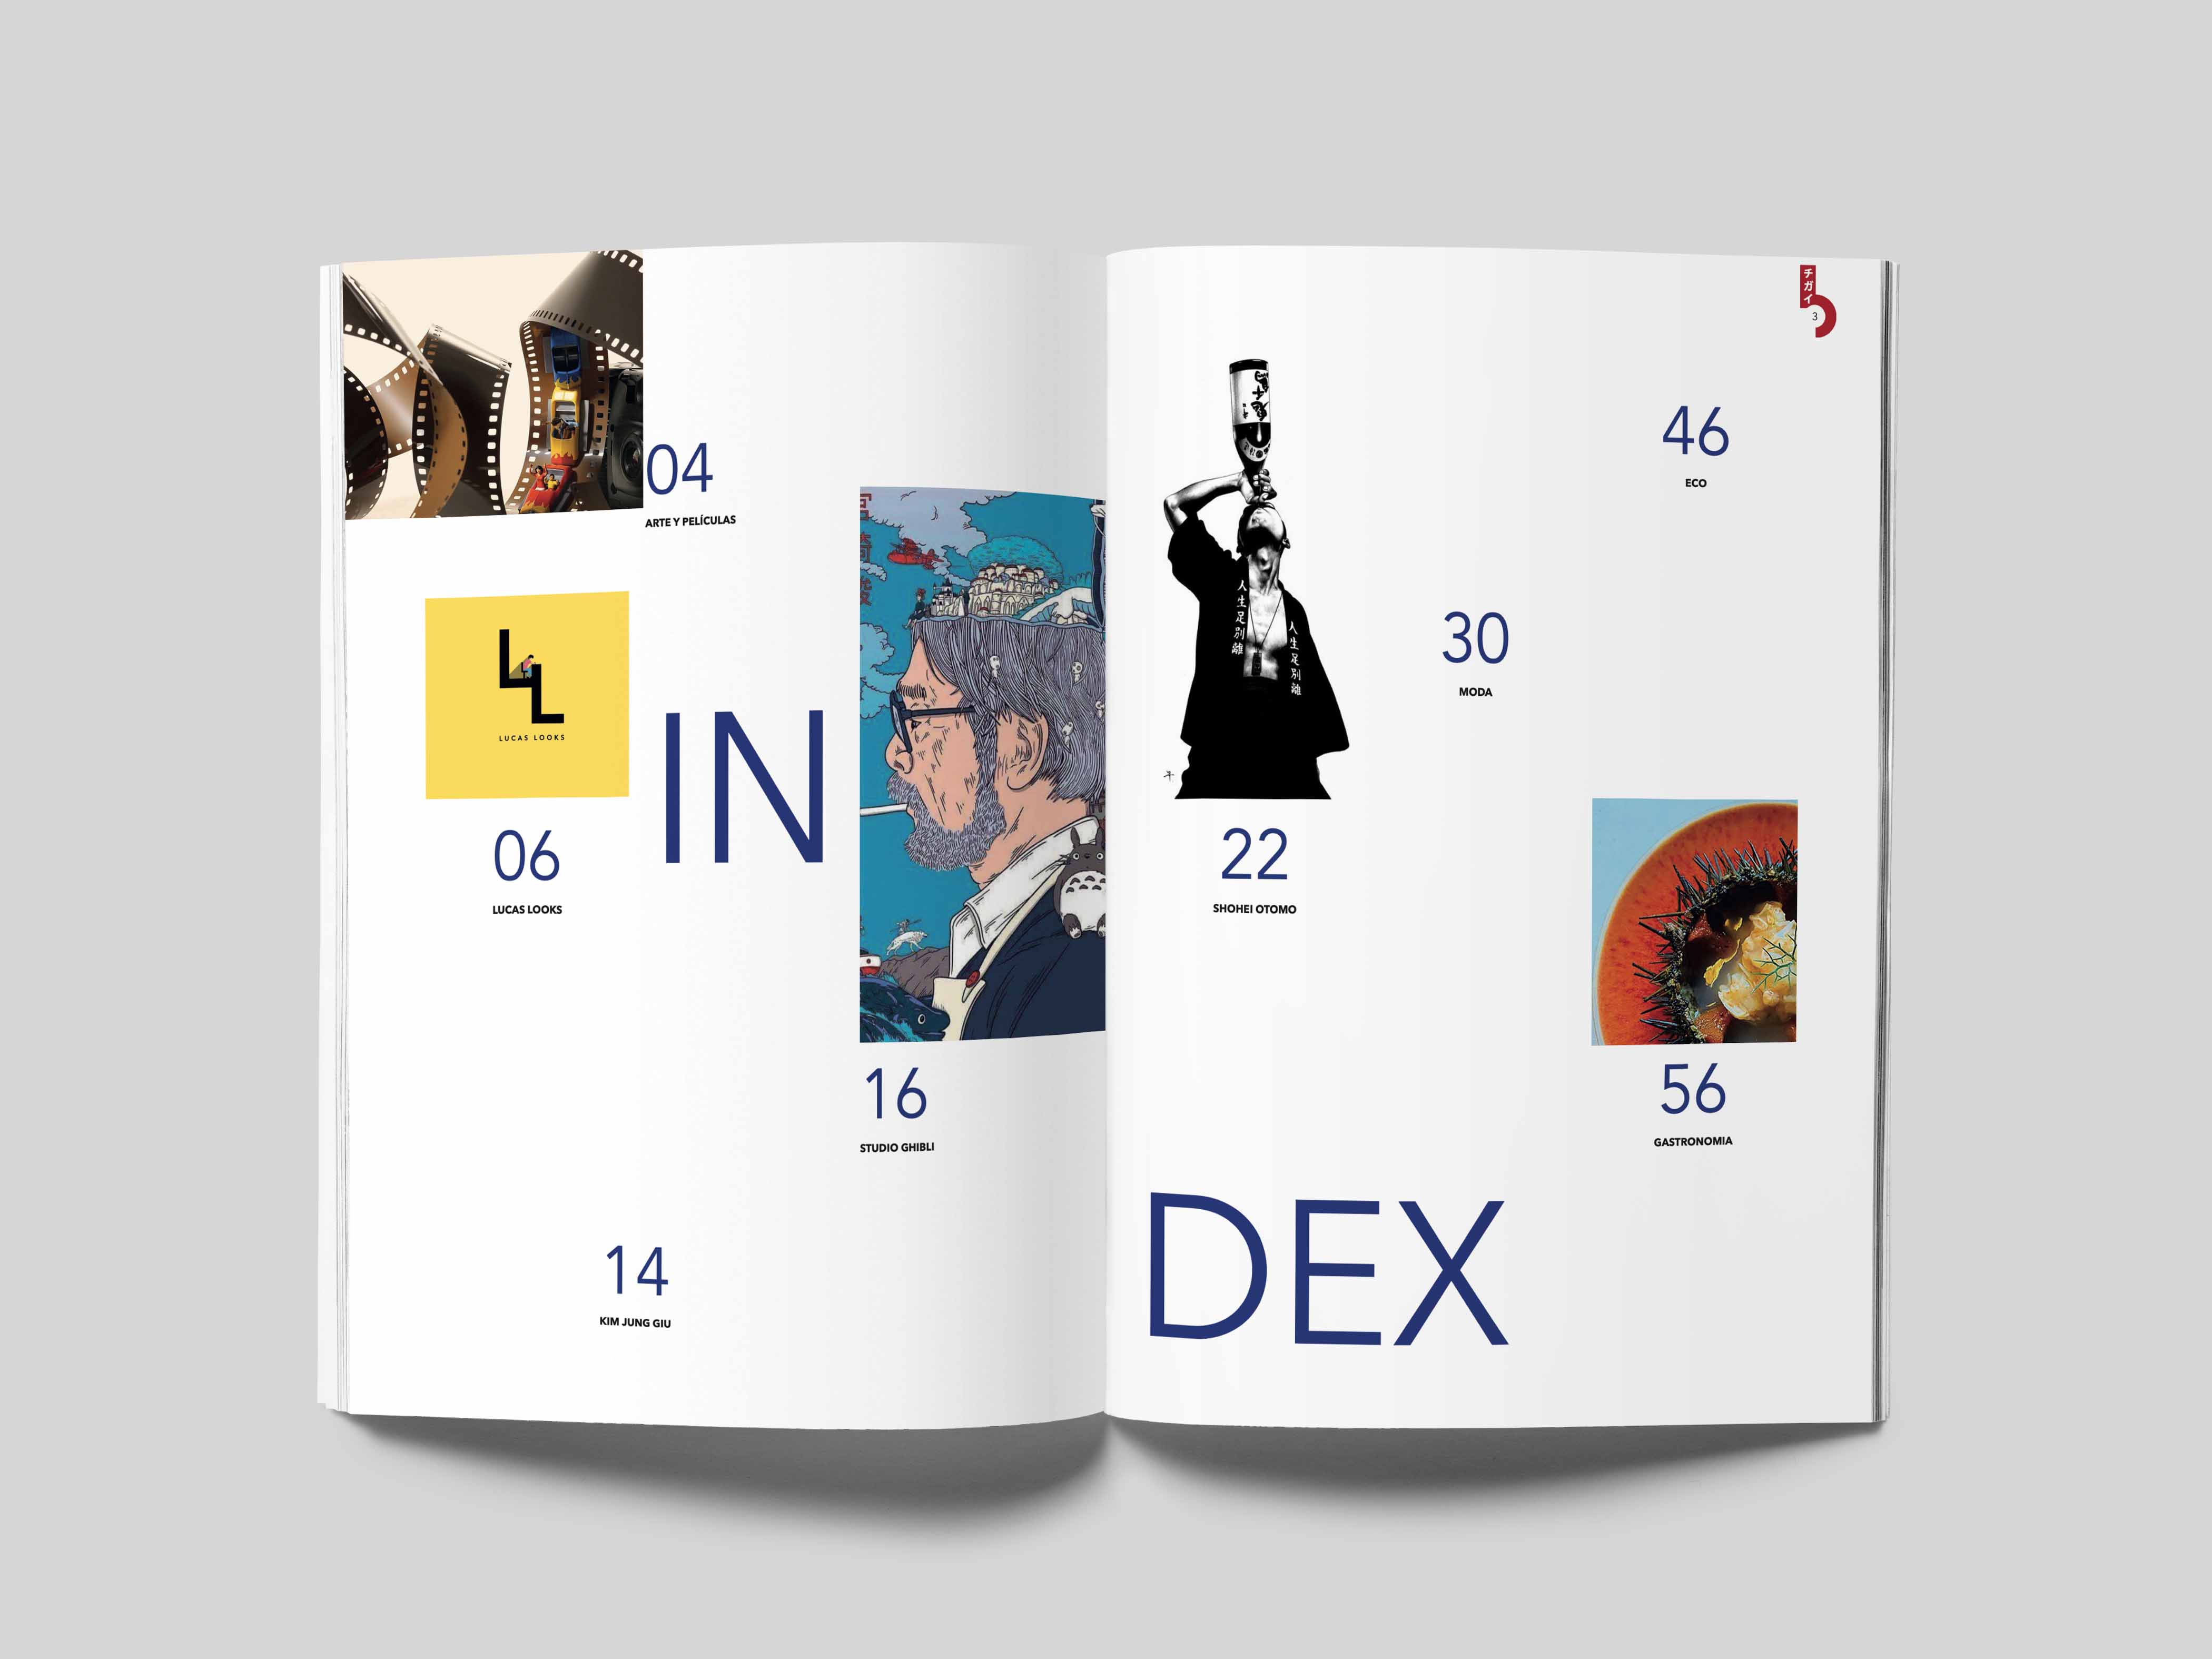 04
ARTE Y PELÍCULAS
LUCAS LOOKS
06
LUCAS LOOKS
IN
16
STUDIO GHIBLI
14
KIM JUNG GIU
チガイ
3
46
ECO
人生足別離
人生足別離
30
MODA
22
SHOHEI OTOMO
56
GASTRONOMIA
DEX